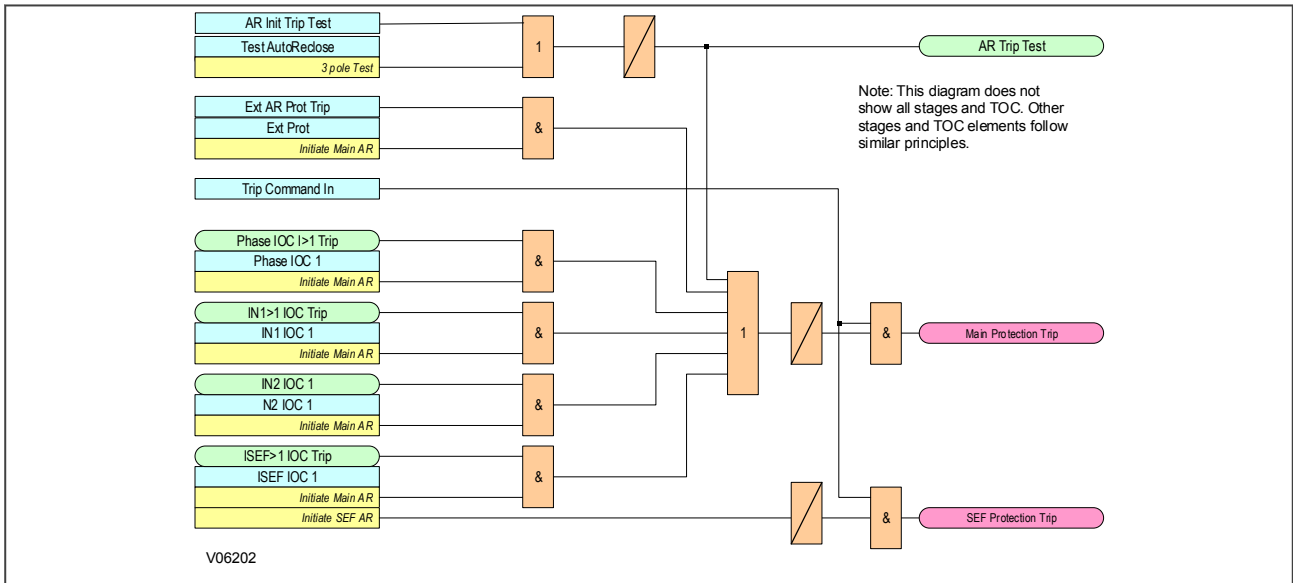 AR Init Trip Test
Test AutoReclose
3 pole Test
1
AR Trip Test
Note: This diagram does not
show all stages and TOC. Other
stages and TOC elements follow
similar principles.
Ext AR Prot Trip
Ext Prot
Initiate Main AR
&
Trip Command In
Phase IOC I>1 Trip
Phase IOC 1
Initiate Main AR
&
IN1>1 IOC Trip
IN1 IOC 1
Initiate Main AR
&
1
&
Main Protection Trip
IN2 IOC 1
N2 IOC 1
Initiate Main AR
&
ISEF>1 IOC Trip
ISEF IOC 1
Initiate Main AR
Initiate SEF AR
&
&
SEF Protection Trip
V06202